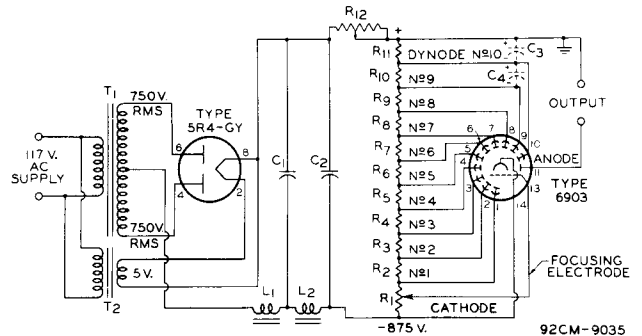 R12
+
R11
DYNODE №10
C3
R10
№9
C4
R9
№8
T1
750V.
RMS
TYPE
5R4-GY
R8
№7
6
7
8
9
10
OUTPUT
R7
№6
5
4
ANODE
11
TYPE
6903
6
8
C1
C2
117 V.
AC
SUPPLY
R6
№5
3
13
4
2
R5
№4
2
1
14
R4
№3
750V.
RMS
R3
№2
5V.
R2
№1
FOCUSING
ELECTRODE
T2
L1
L2
R1
CATHODE
-875 V.
92CM-9035